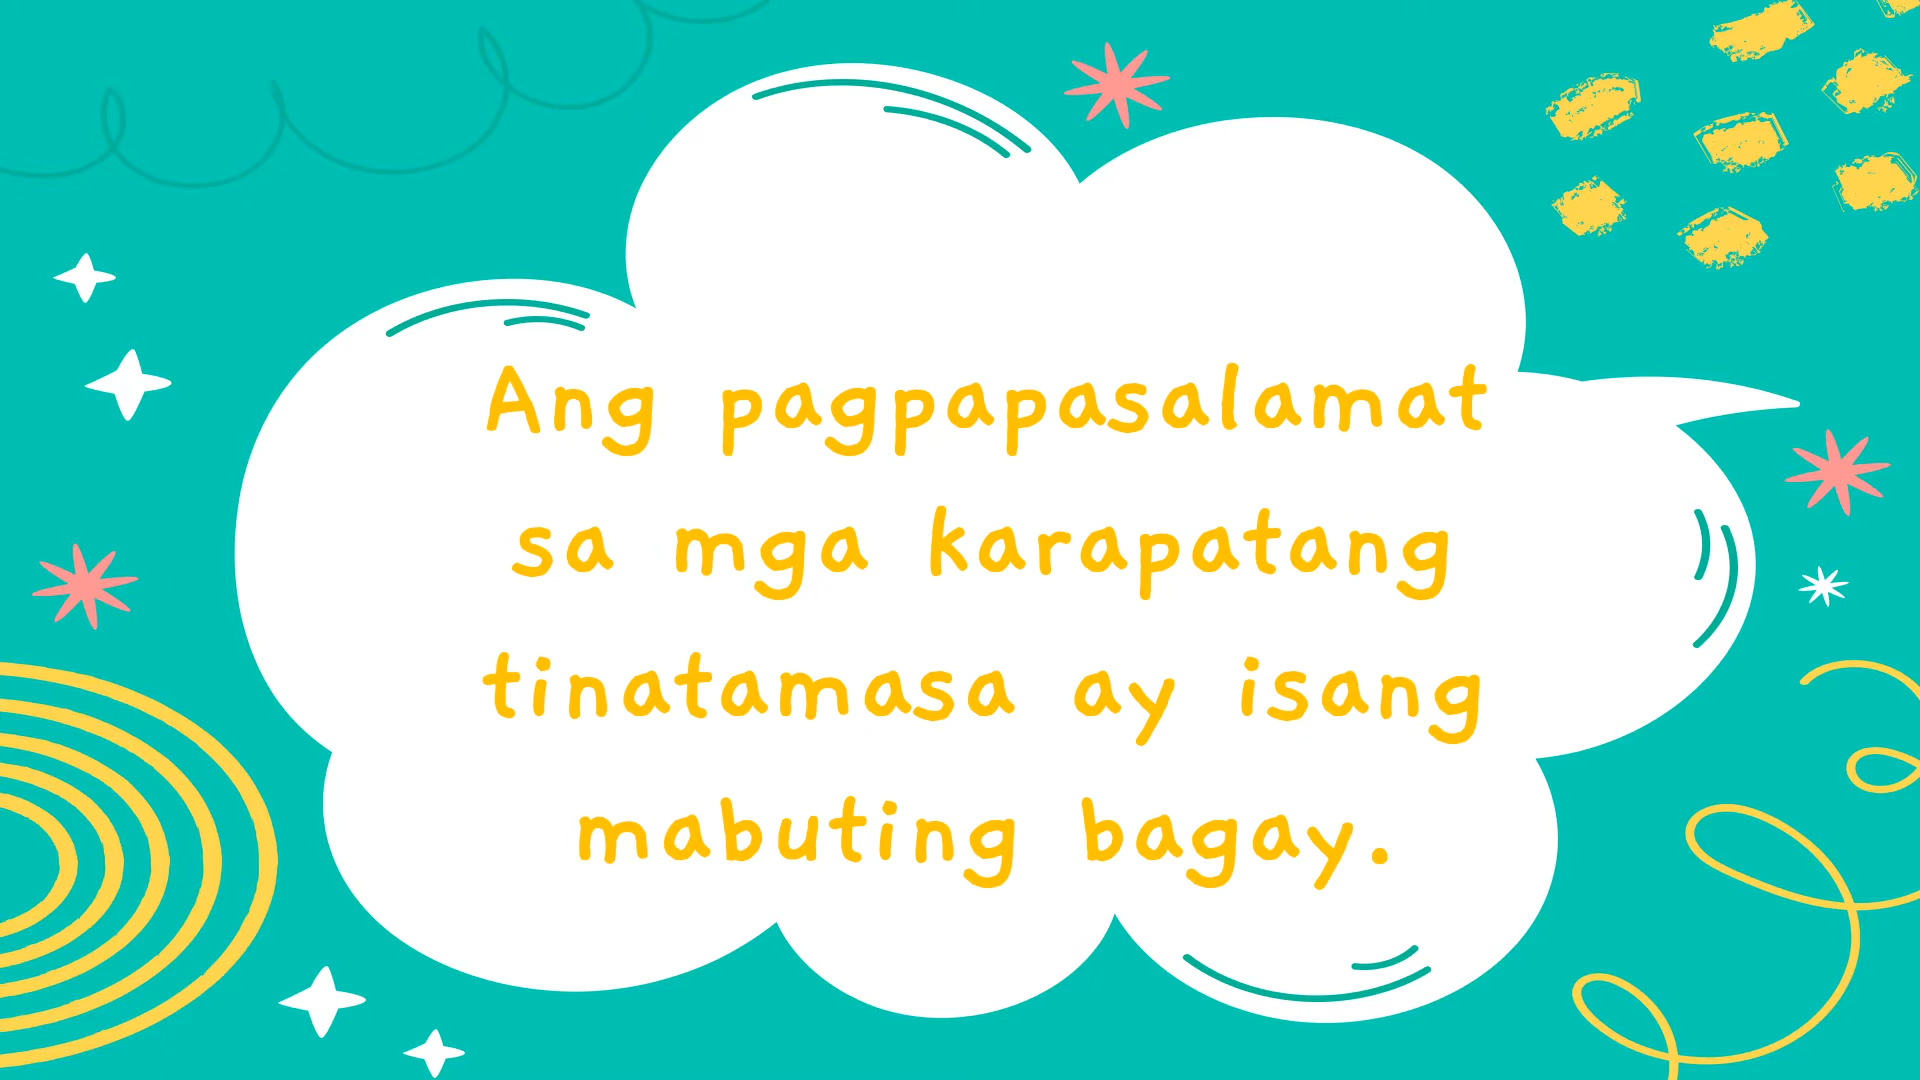 Ang pagpapasalamat
sa mga karapatang
tinatamasa ay isang
mabuting bagay.